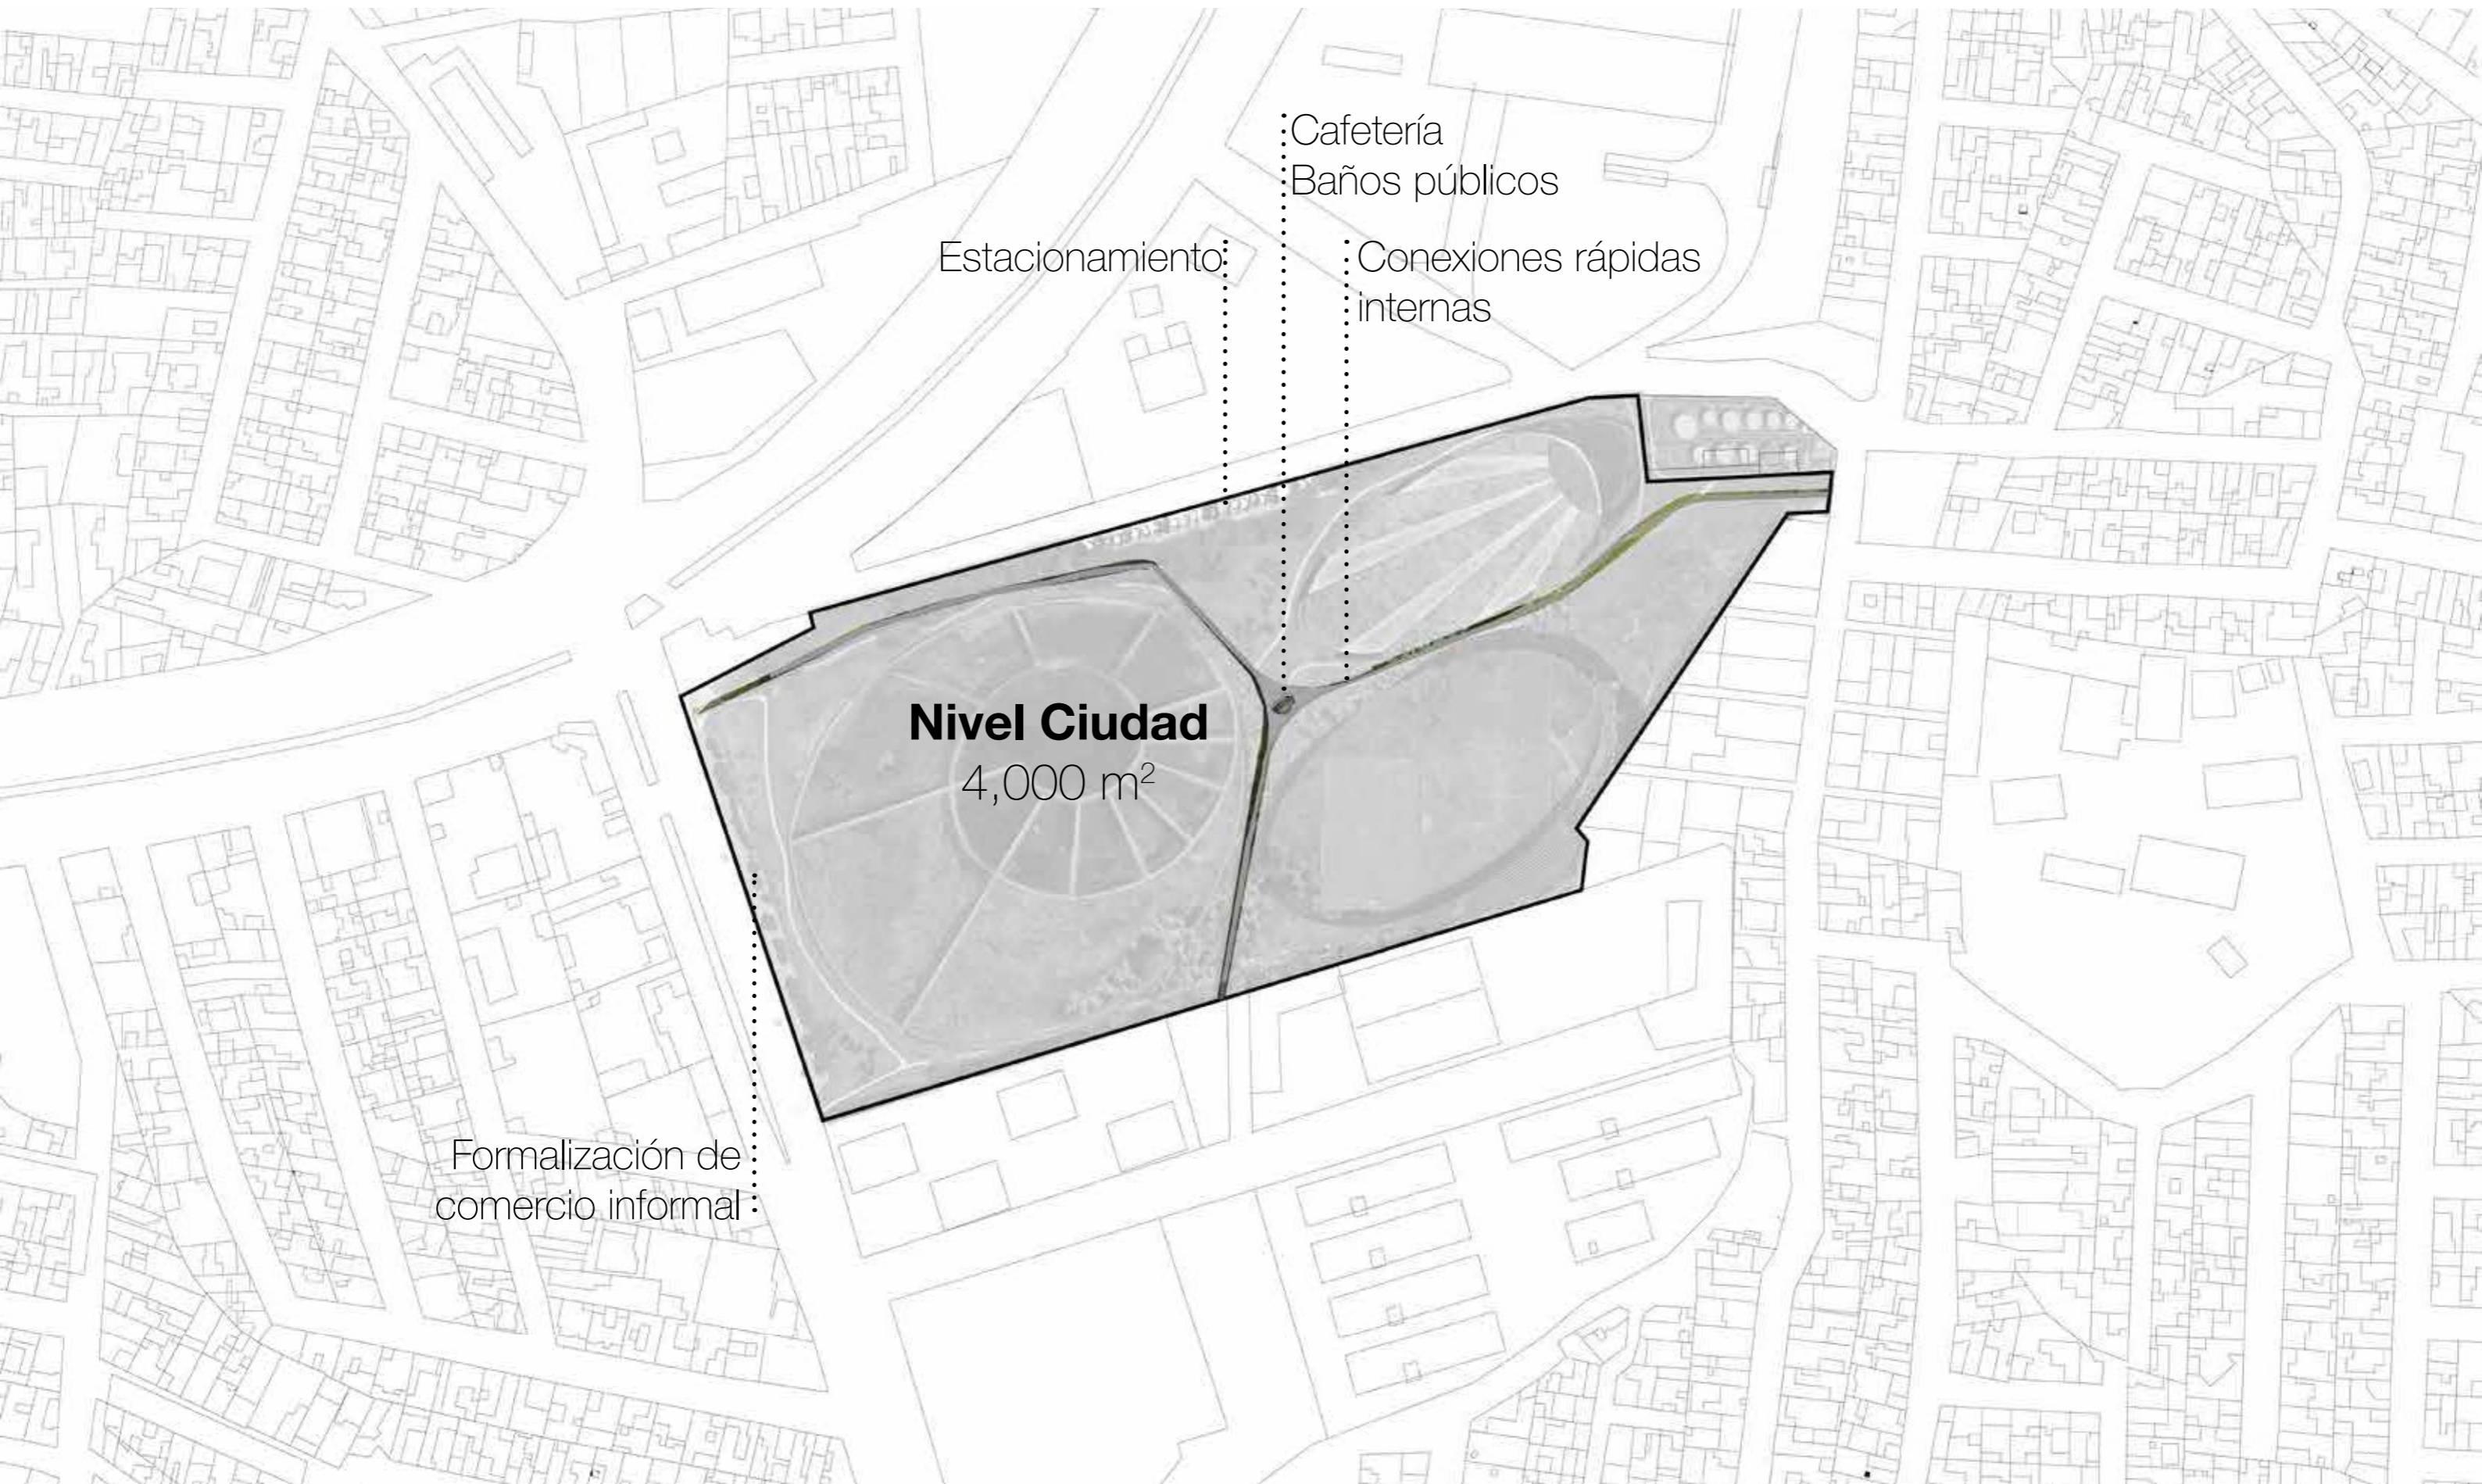 Cafetería
Baños públicos
Estacionamiento
Conexiones rápidas
internas
Nivel Ciudad
4,000 m²
Formalización de
comercio informal